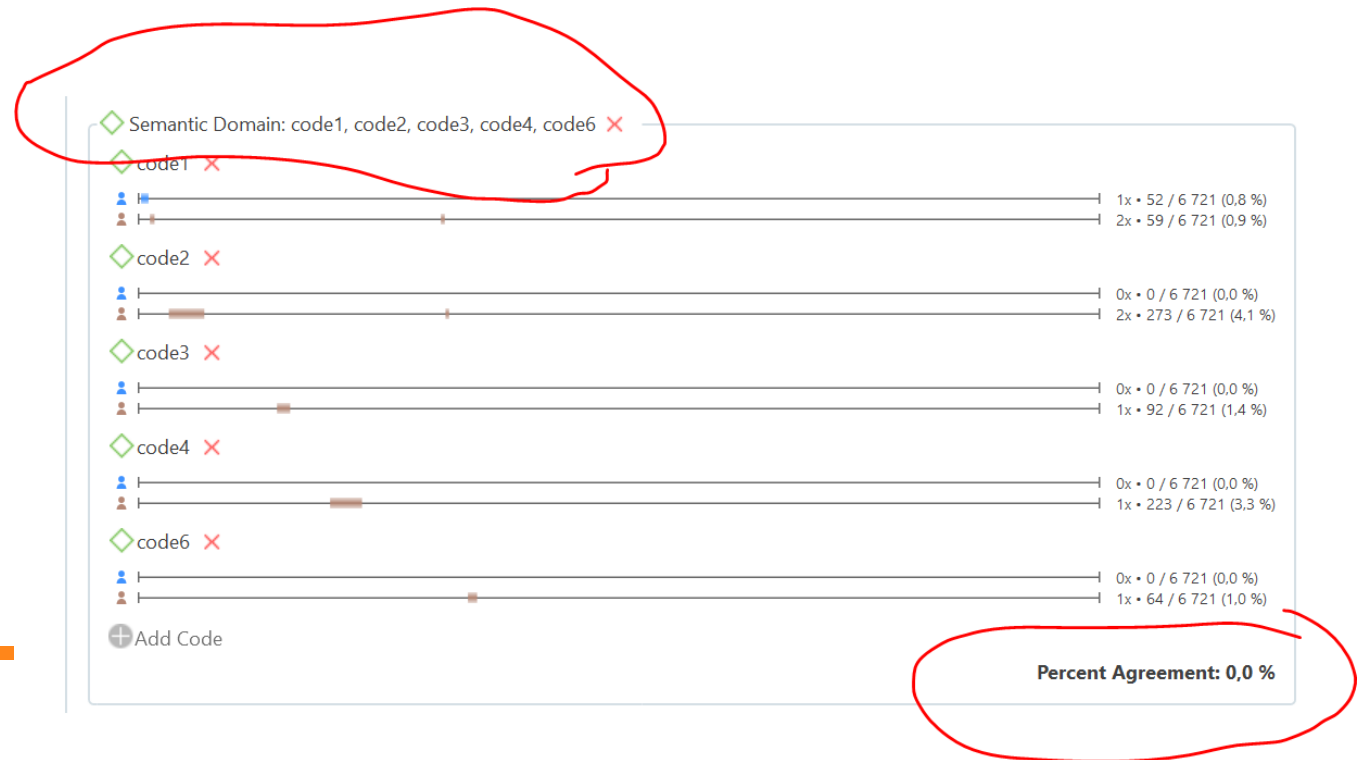 Semantic Domain: code1, code2, code3, code4, code6
code1
1x • 52 / 6 721 (0,8 %)
2x • 59 / 6 721 (0,9 %)
code2
0x • 0 / 6 721 (0,0 %)
2x • 273 / 6 721 (4,1 %)
code3
0x • 0 / 6 721 (0,0 %)
1x • 92 / 6 721 (1,4 %)
code4
0x • 0 / 6 721 (0,0 %)
1x • 223 / 6 721 (3,3 %)
code6
0x • 0 / 6 721 (0,0 %)
1x • 64 / 6 721 (1,0 %)
Add Code
Percent Agreement: 0,0 %